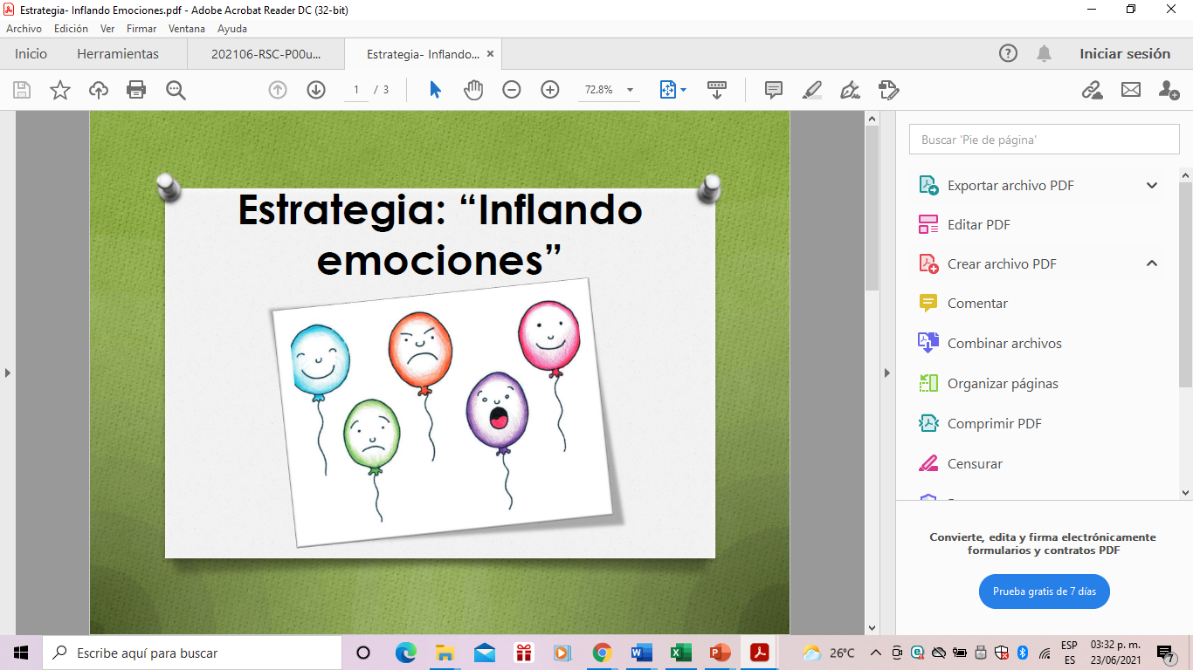 Estrategia- Inflando Emociones.pdf - Adobe Acrobat Reader DC (32-bit)
Archivo Edición Ver Firmar Ventana Ayuda
Inicio Herramientas 202106-RSC-P00u... Estrategia- Inflando... × Iniciar sesión
1 / 3 72.8%
Estrategia: “Inflando
emociones”
Buscar 'Pie de página'
Exportar archivo PDF
Editar PDF
Crear archivo PDF
Comentar
Combinar archivos
Organizar páginas
Comprimir PDF
Censurar
Convierte, edita y firma electrónicamente
formularios y contratos PDF
Prueba gratis de 7 días
Escribe aquí para buscar
26°C
ESP
ES
03:32 p. m.
23/06/2021
7